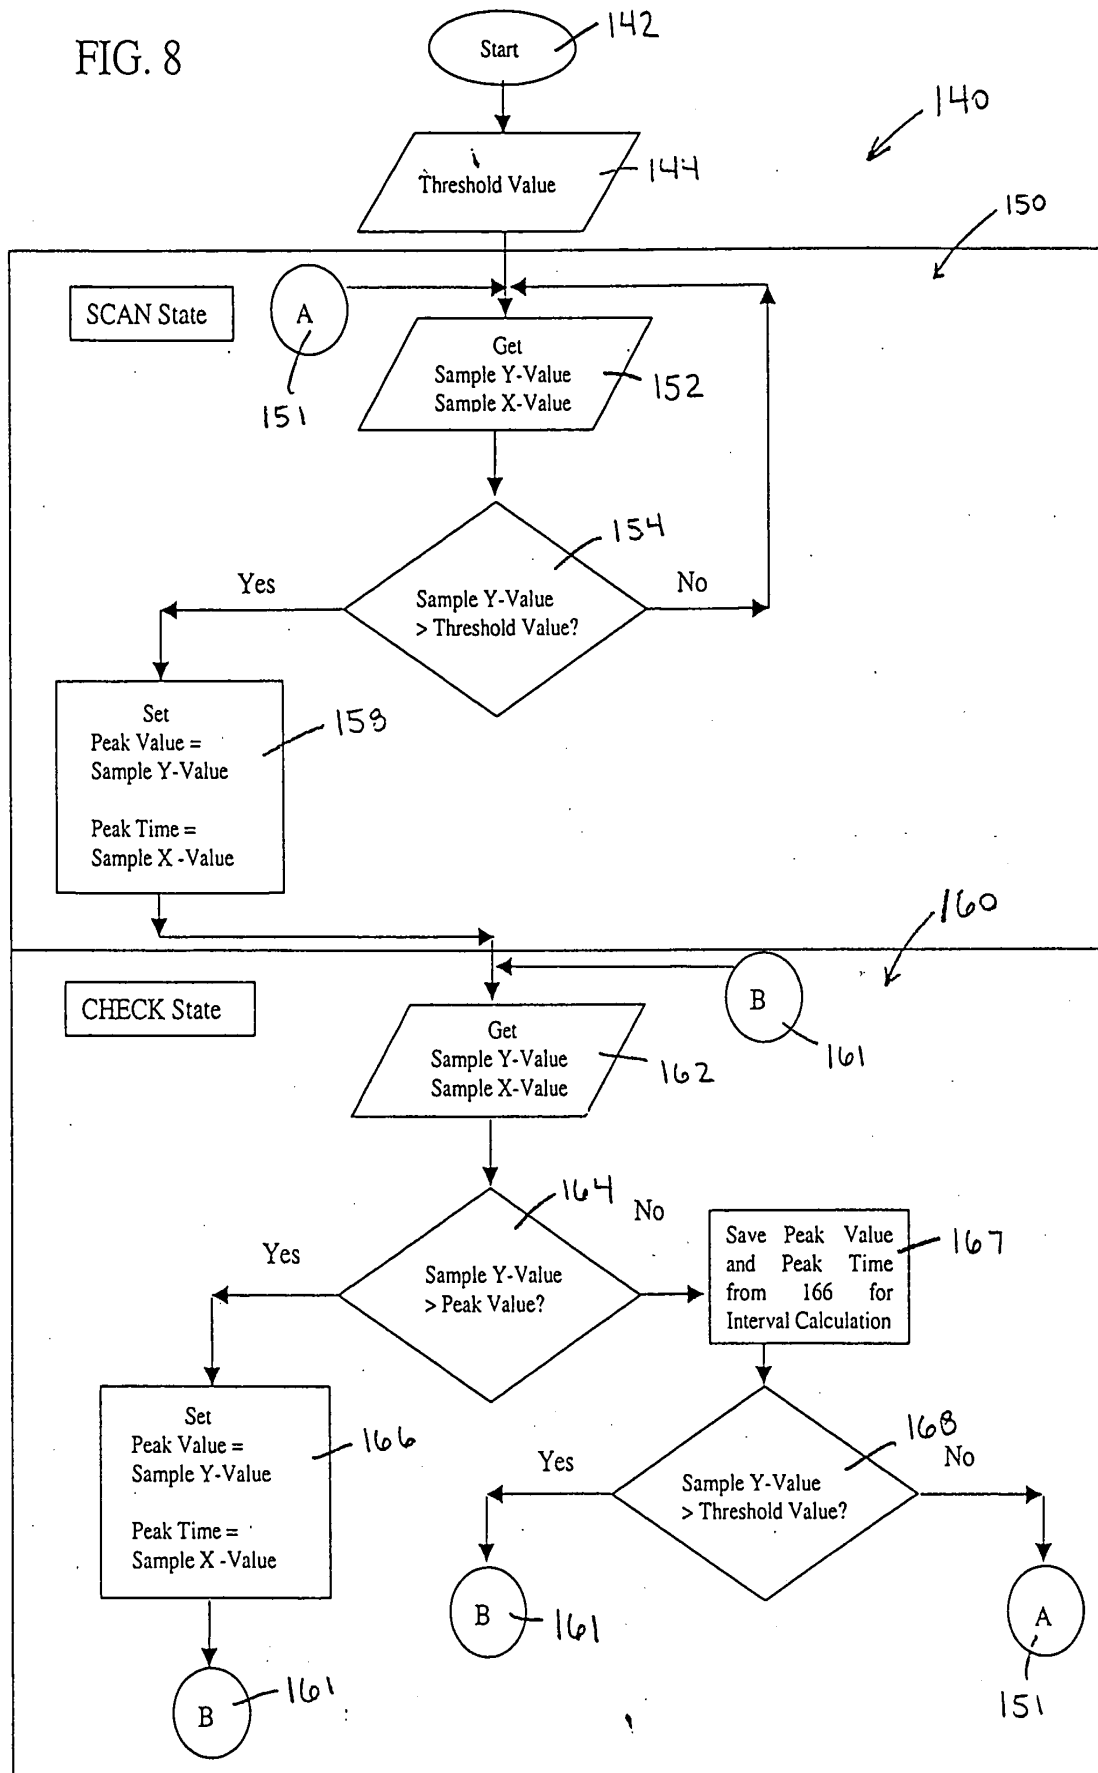 FIG. 8
Start
142
140
Threshold Value
144
150
SCAN State
A
151
Get
Sample Y-Value
Sample X-Value
152
154
Yes
No
Sample Y-Value
> Threshold Value?
Set
Peak Value =
Sample Y-Value
Peak Time =
Sample X -Value
158
160
CHECK State
B
161
Get
Sample Y-Value
Sample X-Value
162
164
No
Yes
Sample Y-Value
> Peak Value?
Save Peak Value
and Peak Time
from 166 for
Interval Calculation
167
Set
Peak Value =
Sample Y-Value
Peak Time =
Sample X -Value
166
168
Yes
No
Sample Y-Value
> Threshold Value?
B
161
A
151
B
161